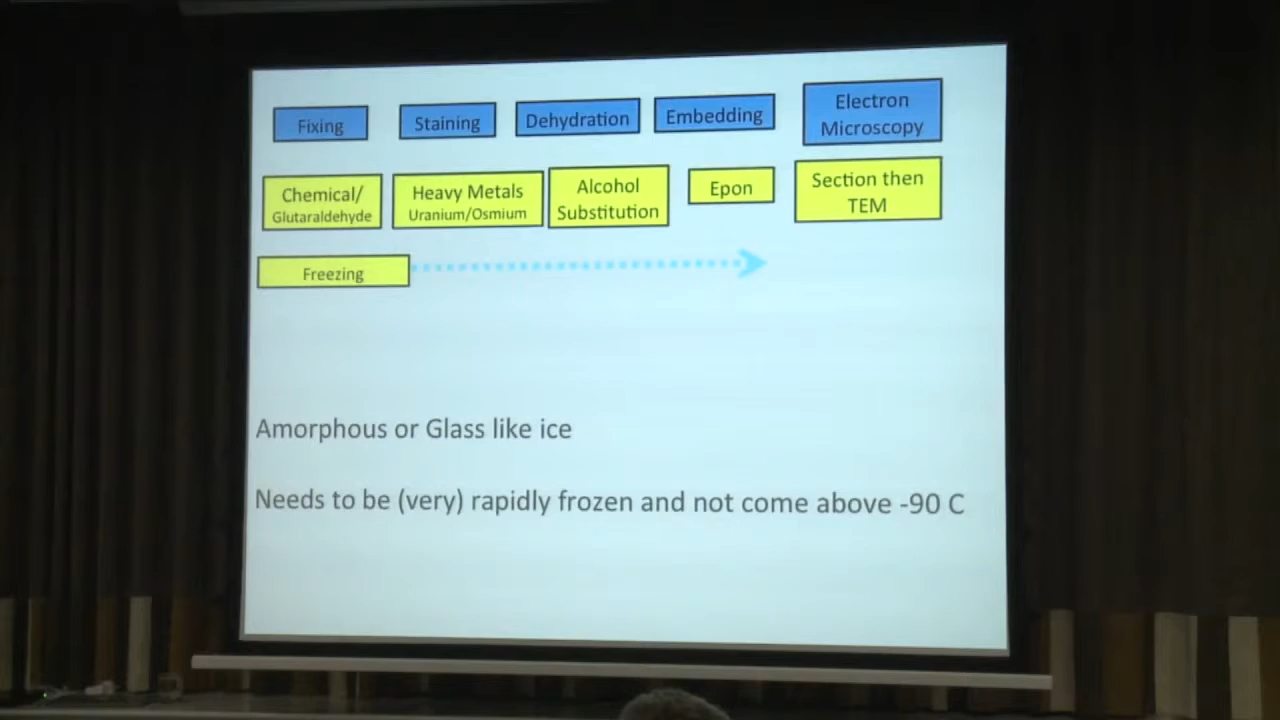 Fixing
Staining
Dehydration
Embedding
Electron
Microscopy
Chemical/
Glutaraldehyde
Heavy Metals
Uranium/Osmium
Alcohol
Substitution
Epon
Section then
TEM
Freezing
Amorphous or Glass like ice
Needs to be (very) rapidly frozen and not come above -90 C